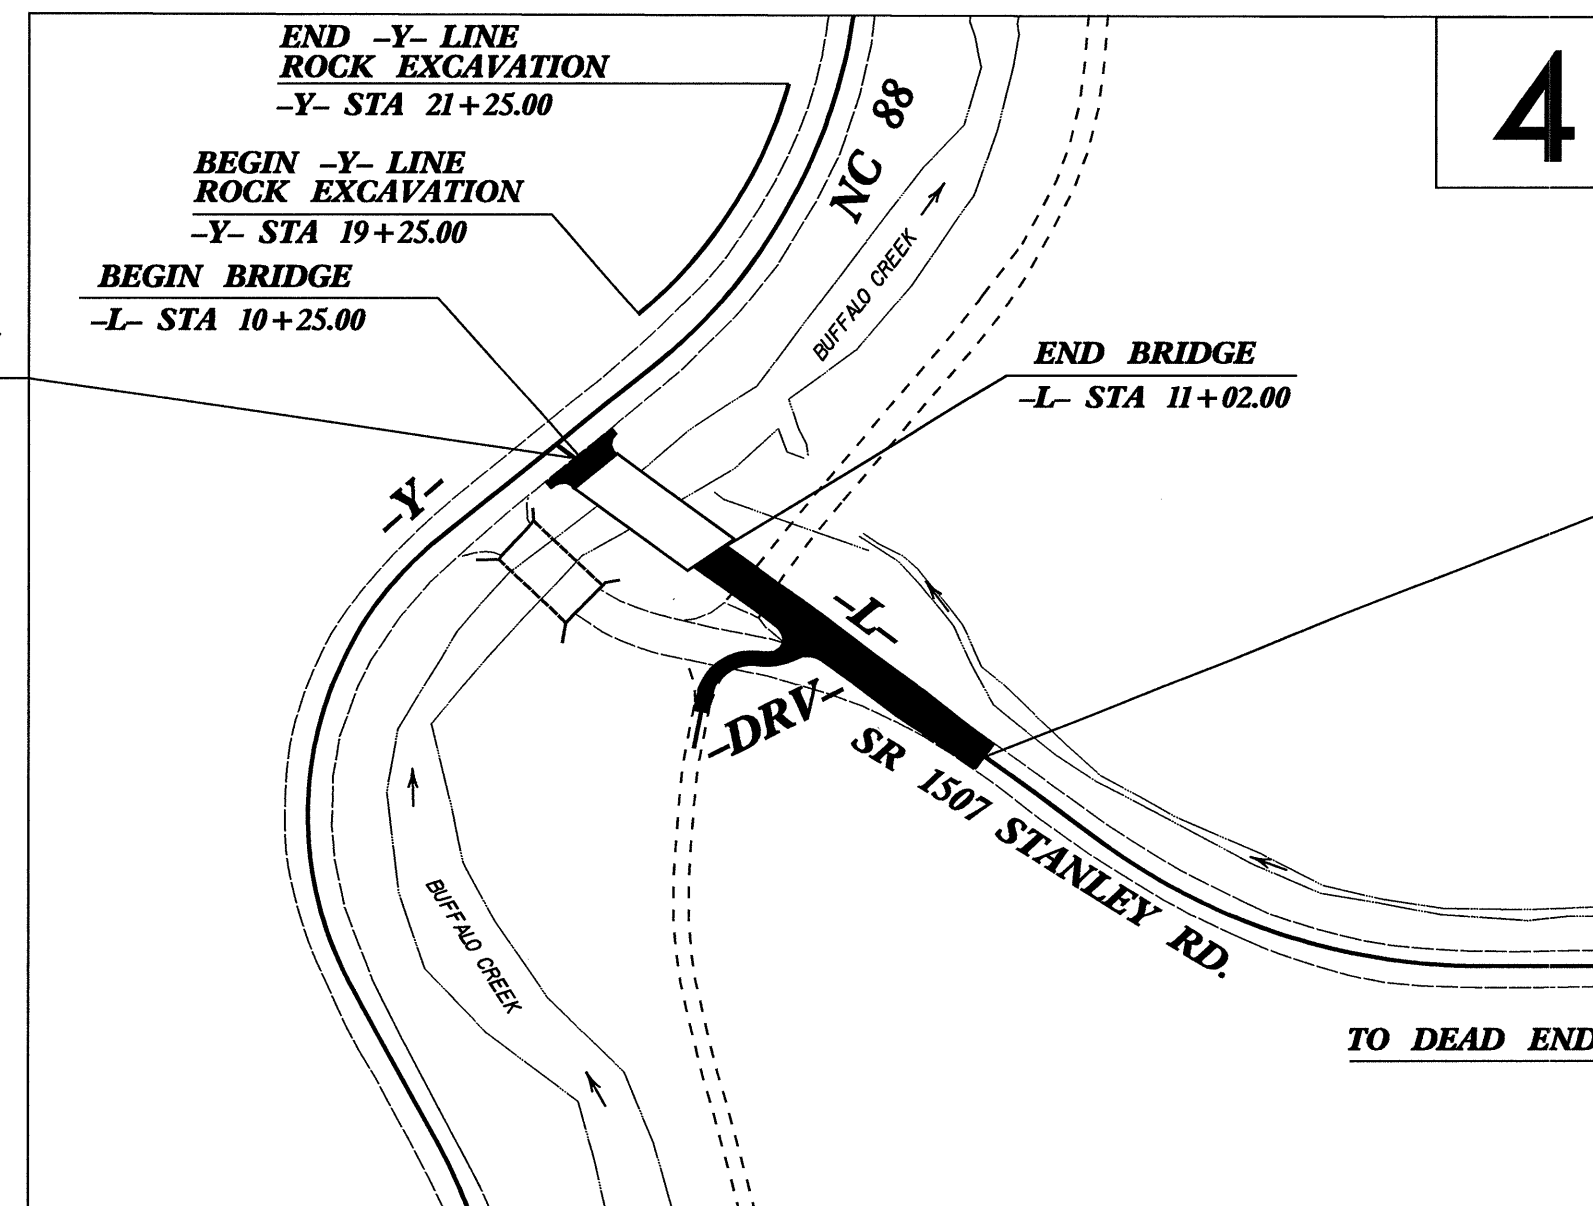 END -Y- LINE
ROCK EXCAVATION
-Y- STA 21+25.00
4
BEGIN -Y- LINE
ROCK EXCAVATION
-Y- STA 19+25.00
NC 88
BEGIN BRIDGE
-L- STA 10+25.00
BUFFALO CREEK
END BRIDGE
-L- STA 11+02.00
-Y-
-L-
-DRV-
SR 1507 STANLEY RD.
BUFFALO CREEK
TO DEAD END